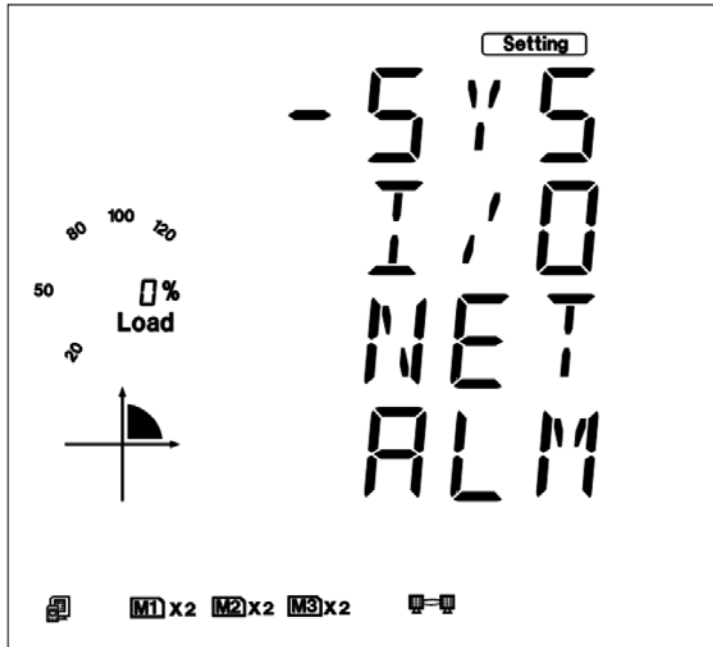 Setting
- SYS
I/O
NET
ALM
80 100 120
50 0%
Load
20
M1 X2 M2 X2 M3 X2